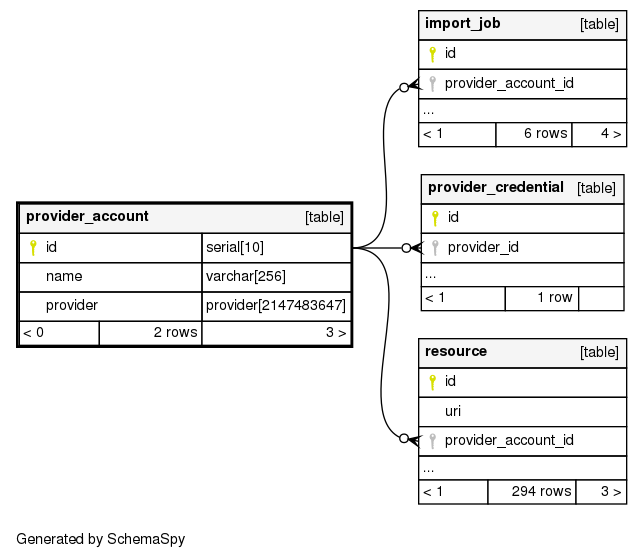 import_job [table]
id
provider_account_id
...
< 1 6 rows 4 >
provider_credential [table]
id
provider_id
...
< 1 1 row
provider_account [table]
id serial[10]
name varchar[256]
provider provider[2147483647]
< 0 2 rows 3 >
resource [table]
id
uri
provider_account_id
...
< 1 294 rows 3 >
Generated by SchemaSpy